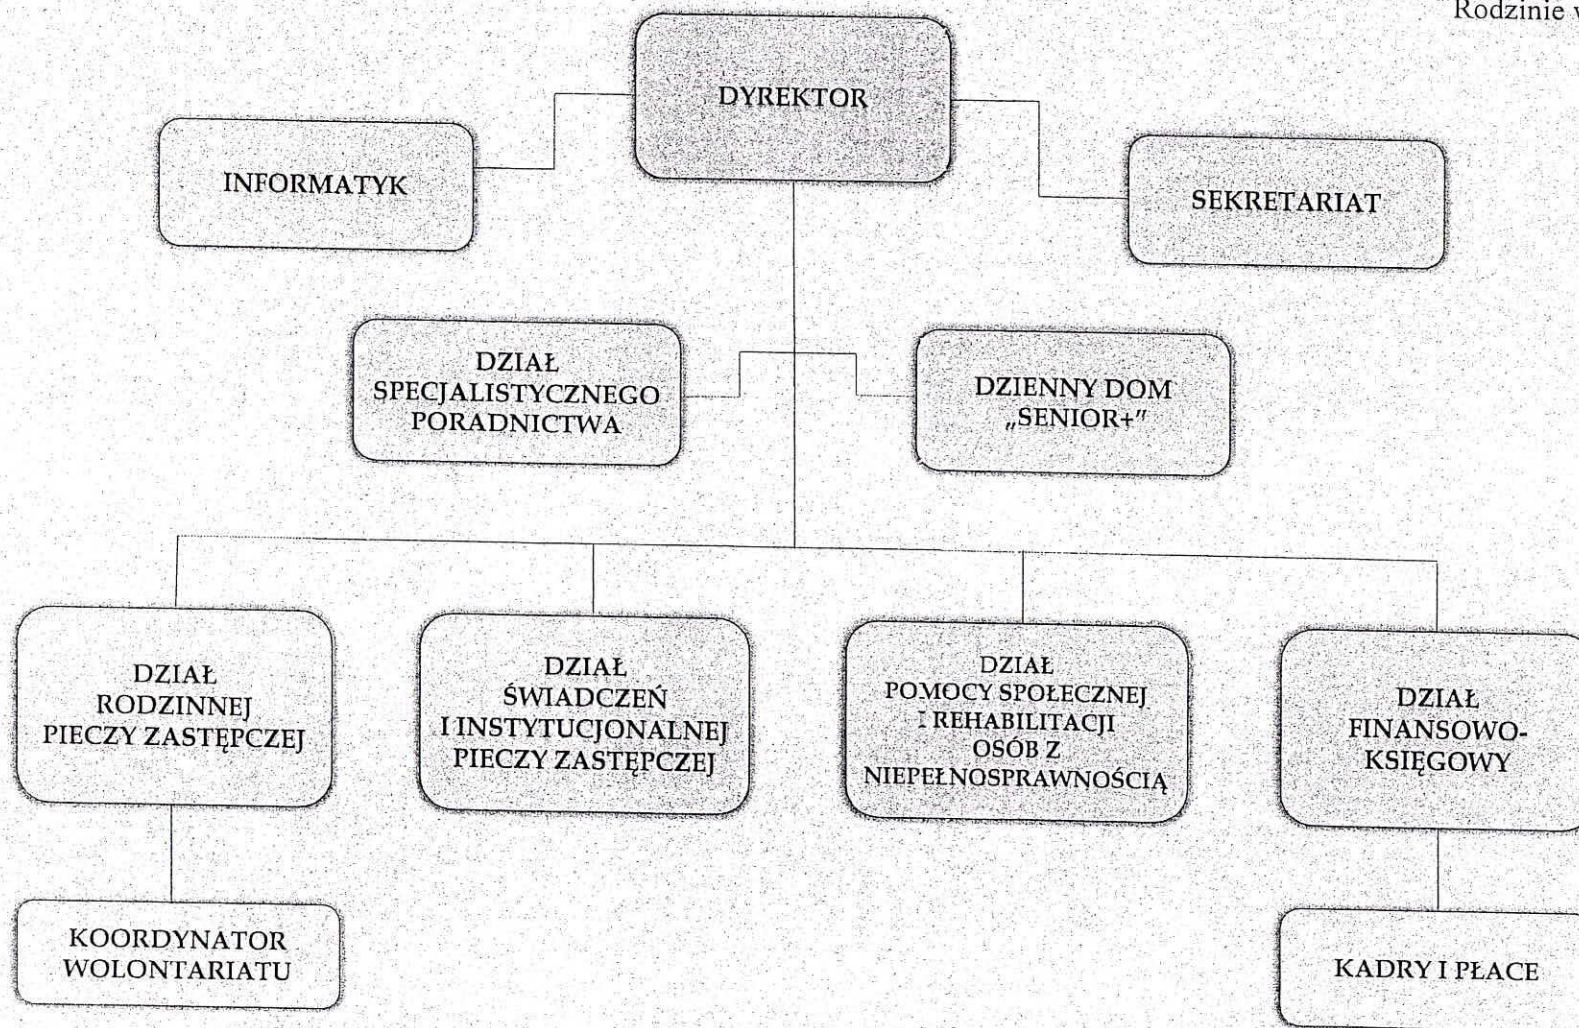 Rodzinie w
DYREKTOR
INFORMATYK
SEKRETARIAT
DZIAŁ
SPECJALISTYCZNEGO
PORADNICTWA
DZIENNY DOM
„SENIOR+"
DZIAŁ
RODZINNEJ
PIECZY ZASTĘPCZEJ
DZIAŁ
ŚWIADCZEŃ
I INSTYTUCJONALNEJ
PIECZY ZASTĘPCZEJ
DZIAŁ
POMOCY SPOŁECZNEJ
I REHABILITACJI
OSÓB Z
NIEPEŁNOSPRAWNOŚCIĄ
DZIAŁ
FINANSOWO-
KSIĘGOWY
KOORDYNATOR
WOLONTARIATU
KADRY I PŁACE